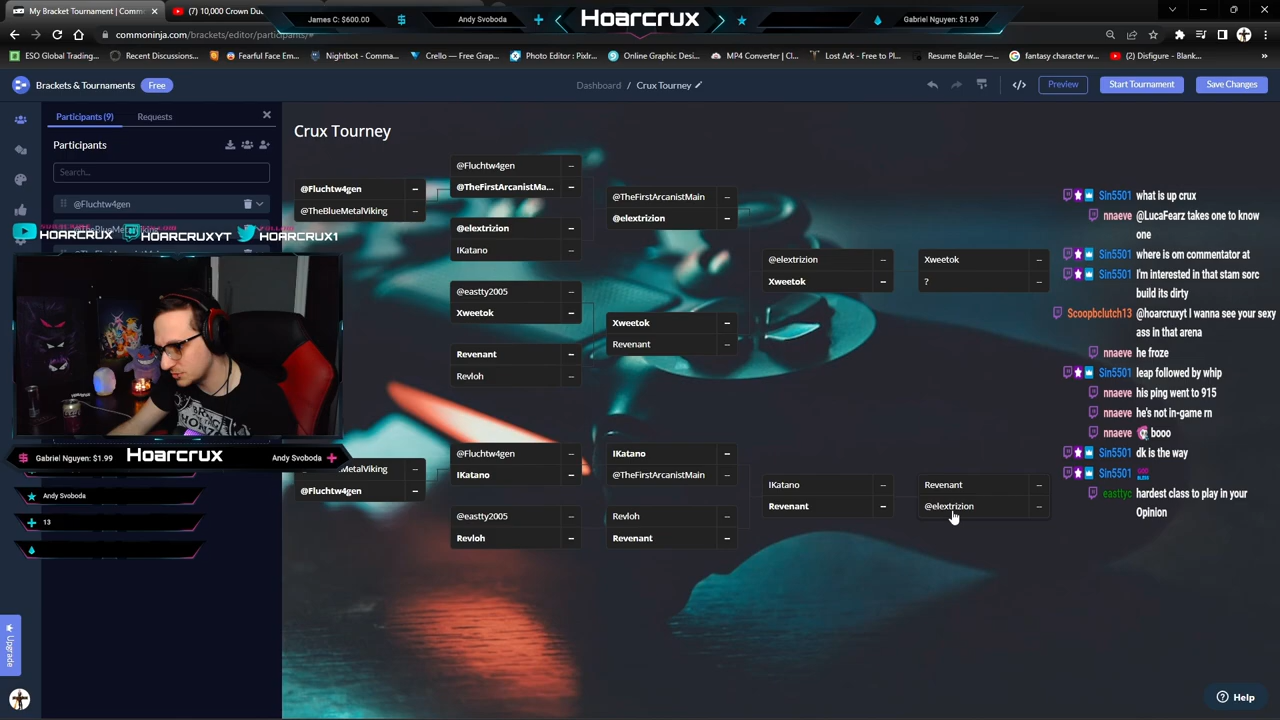 My Bracket Tournament | Comm
(7) 10,000 Crown Du
James C: $600.00
Andy Svoboda
Hoarcrux
Gabriel Nguyen: $1.99
commoninja.com/brackets/editor/participants/#
ESO Global Trading...
Recent Discussions...
Fearful Face Em...
Nightbot - Comma...
Crello — Free Grap...
Photo Editor : Pixlr...
Online Graphic Desi...
MP4 Converter | Cl...
Lost Ark - Free to P...
Resume Builder — ...
fantasy character w...
(2) Disfigure - Blank...
Brackets & Tournaments
Free
Dashboard / Crux Tourney
Preview
Start Tournament
Save Changes
Participants (9)
Requests
Participants
Search...
@Fluchtw4gen
HOARCRUX
HOARCRUXYT
HOARCRUX1
Crux Tourney
@Fluchtw4gen --
@TheBlueMetalViking --
@Fluchtw4gen --
@TheFirstArcanistMa... --
@elextrizion --
IKatano --
@eastty2005 --
Xweetok --
Revenant --
Revloh --
@TheFirstArcanistMain --
@elextrizion --
Xweetok --
Revenant --
@elextrizion --
Xweetok --
Xweetok --
? --
MetalViking --
@Fluchtw4gen --
@Fluchtw4gen --
IKatano --
@eastty2005 --
Revloh --
IKatano --
@TheFirstArcanistMain --
Revloh --
Revenant --
IKatano --
Revenant --
Revenant --
@elextrizion --
Sin5501 what is up crux
nnaeve @LucaFearz takes one to know
one
Sin5501 where is om commentator at
Sin5501 I'm interested in that stam sorc
build its dirty
Scoopbclutch13 @hoarcruxyt I wanna see your sexy
ass in that arena
nnaeve he froze
Sin5501 leap followed by whip
nnaeve his ping went to 915
nnaeve he's not in-game rn
nnaeve booo
Sin5501 dk is the way
Sin5501
easttyc hardest class to play in your
Opinion
Gabriel Nguyen: $1.99
Hoarcrux
Andy Svoboda
Andy Svoboda
13
Upgrade
Help